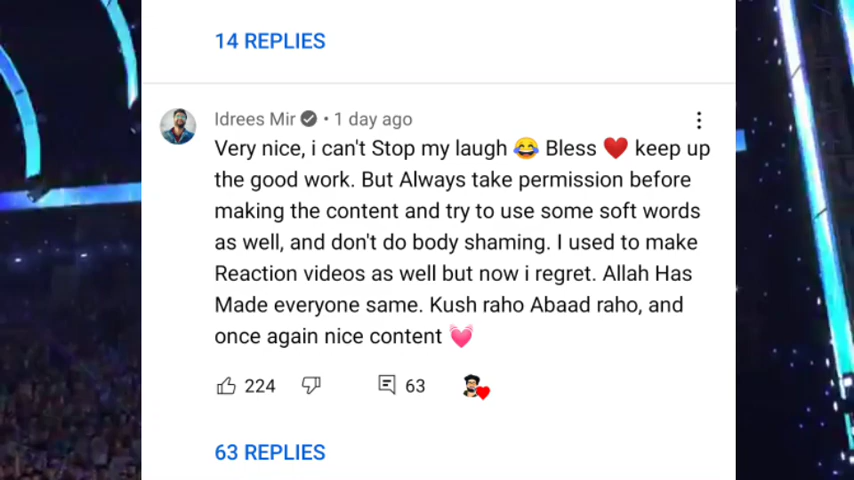 14 REPLIES
Idrees Mir • 1 day ago
Very nice, i can't Stop my laugh 😂 Bless ❤️ keep up
the good work. But Always take permission before
making the content and try to use some soft words
as well, and don't do body shaming. I used to make
Reaction videos as well but now i regret. Allah Has
Made everyone same. Kush raho Abaad raho, and
once again nice content 💓
224 63
63 REPLIES